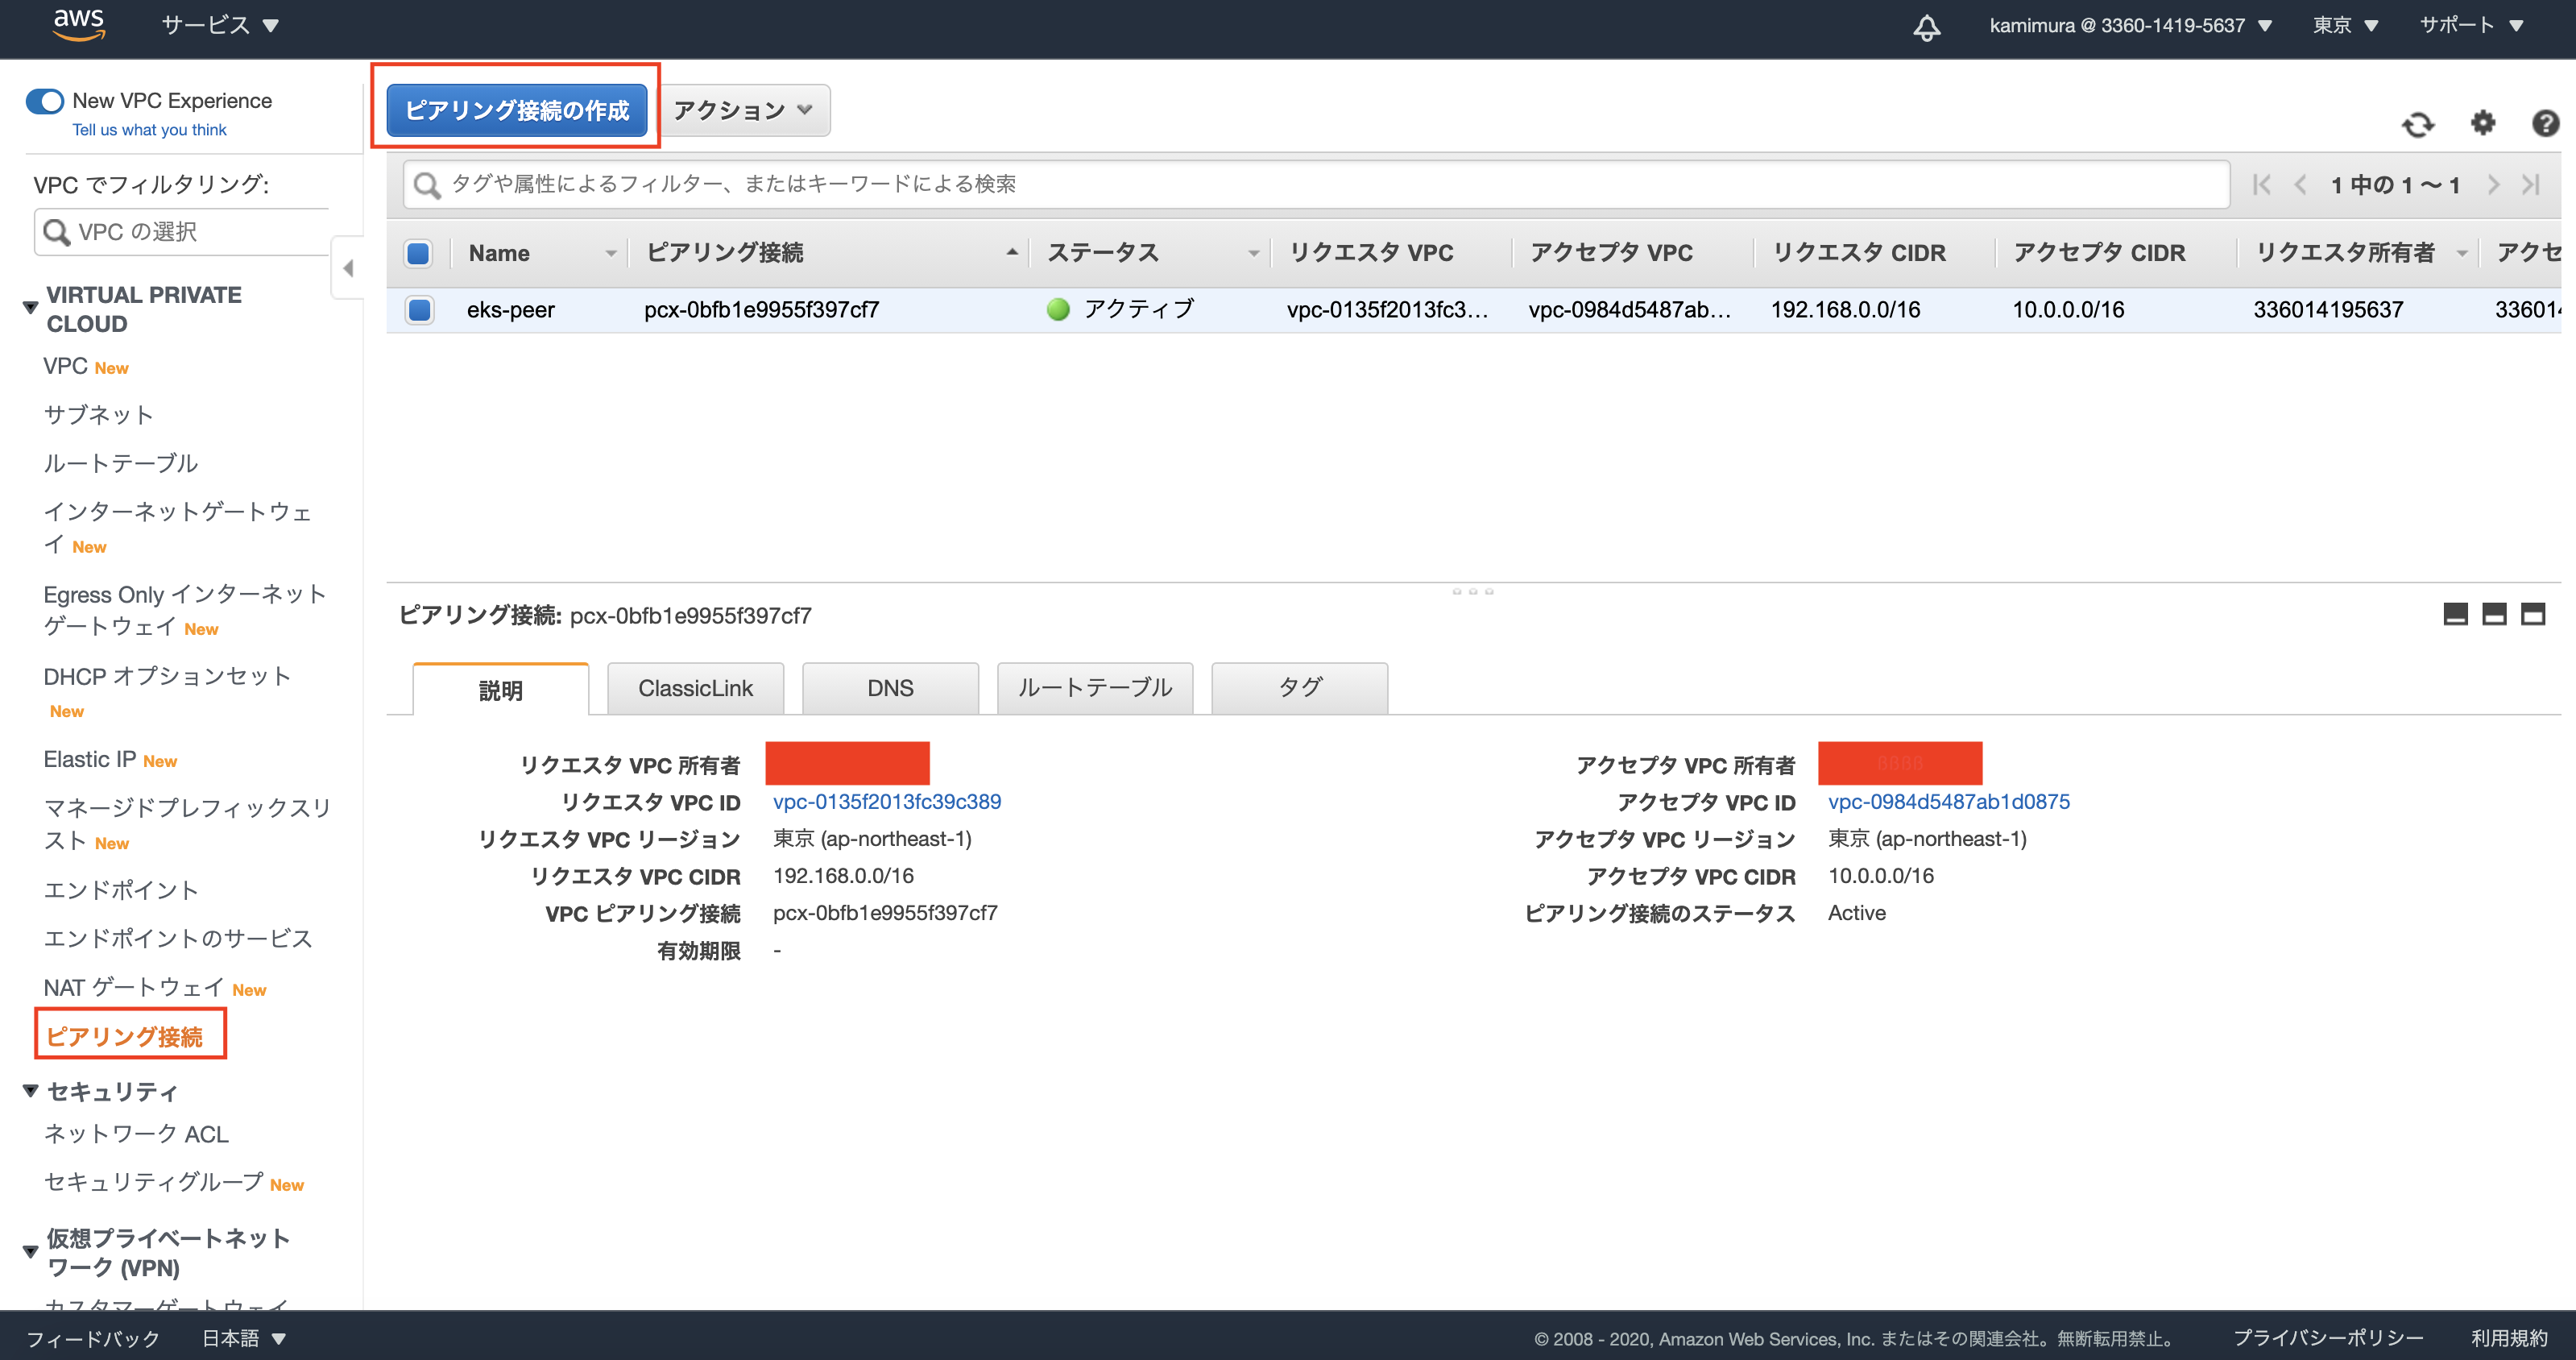 aws サービス kamimura @ 3360-1419-5637 東京 サポート
New VPC Experience
Tell us what you think
VPC でフィルタリング:
VPC の選択
VIRTUAL PRIVATE
CLOUD
VPC New
サブネット
ルートテーブル
インターネットゲートウェ
イ New
Egress Only インターネット
ゲートウェイ New
DHCP オプションセット
New
Elastic IP New
マネージドプレフィックスリ
スト New
エンドポイント
エンドポイントのサービス
NAT ゲートウェイ New
ピアリング接続
セキュリティ
ネットワーク ACL
セキュリティグループ New
仮想プライベートネット
ワーク (VPN)
カスタマーゲートウェイ
ピアリング接続の作成 アクション
タグや属性によるフィルター、またはキーワードによる検索 1 中の 1 ～ 1
Name ピアリング接続 ステータス リクエスタ VPC アクセプタ VPC リクエスタ CIDR アクセプタ CIDR リクエスタ所有者 アクセ
eks-peer pcx-0bfb1e9955f397cf7 アクティブ vpc-0135f2013fc3... vpc-0984d5487ab... 192.168.0.0/16 10.0.0.0/16 336014195637 33601
ピアリング接続: pcx-0bfb1e9955f397cf7
説明 ClassicLink DNS ルートテーブル タグ
リクエスタ VPC 所有者
リクエスタ VPC ID vpc-0135f2013fc39c389
リクエスタ VPC リージョン 東京 (ap-northeast-1)
リクエスタ VPC CIDR 192.168.0.0/16
VPC ピアリング接続 pcx-0bfb1e9955f397cf7
有効期限 -
アクセプタ VPC 所有者
アクセプタ VPC ID vpc-0984d5487ab1d0875
アクセプタ VPC リージョン 東京 (ap-northeast-1)
アクセプタ VPC CIDR 10.0.0.0/16
ピアリング接続のステータス Active
フィードバック 日本語 © 2008 - 2020, Amazon Web Services, Inc. またはその関連会社。無断転用禁止。 プライバシーポリシー 利用規約